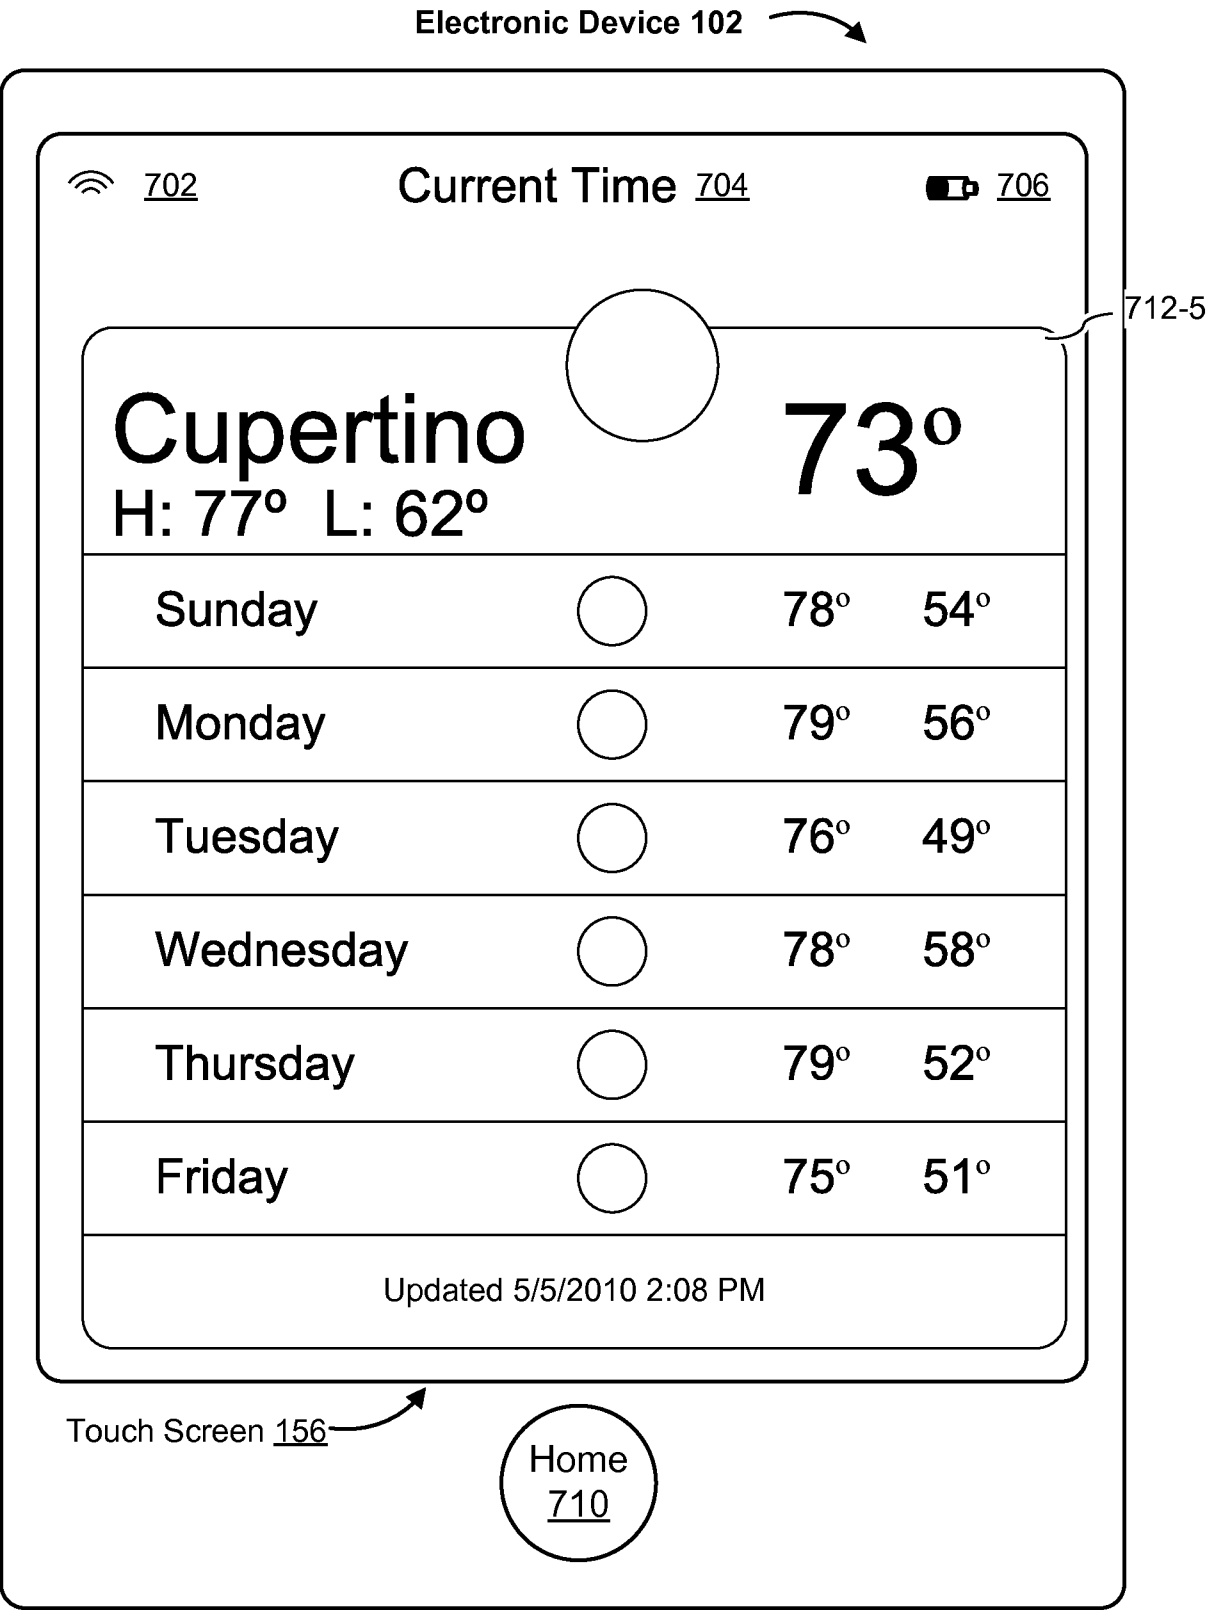 Electronic Device 102
702 Current Time 704 706
712-5
Cupertino 73º
H: 77º L: 62º
Sunday 78º 54º
Monday 79º 56º
Tuesday 76º 49º
Wednesday 78º 58º
Thursday 79º 52º
Friday 75º 51º
Updated 5/5/2010 2:08 PM
Touch Screen 156
Home
710